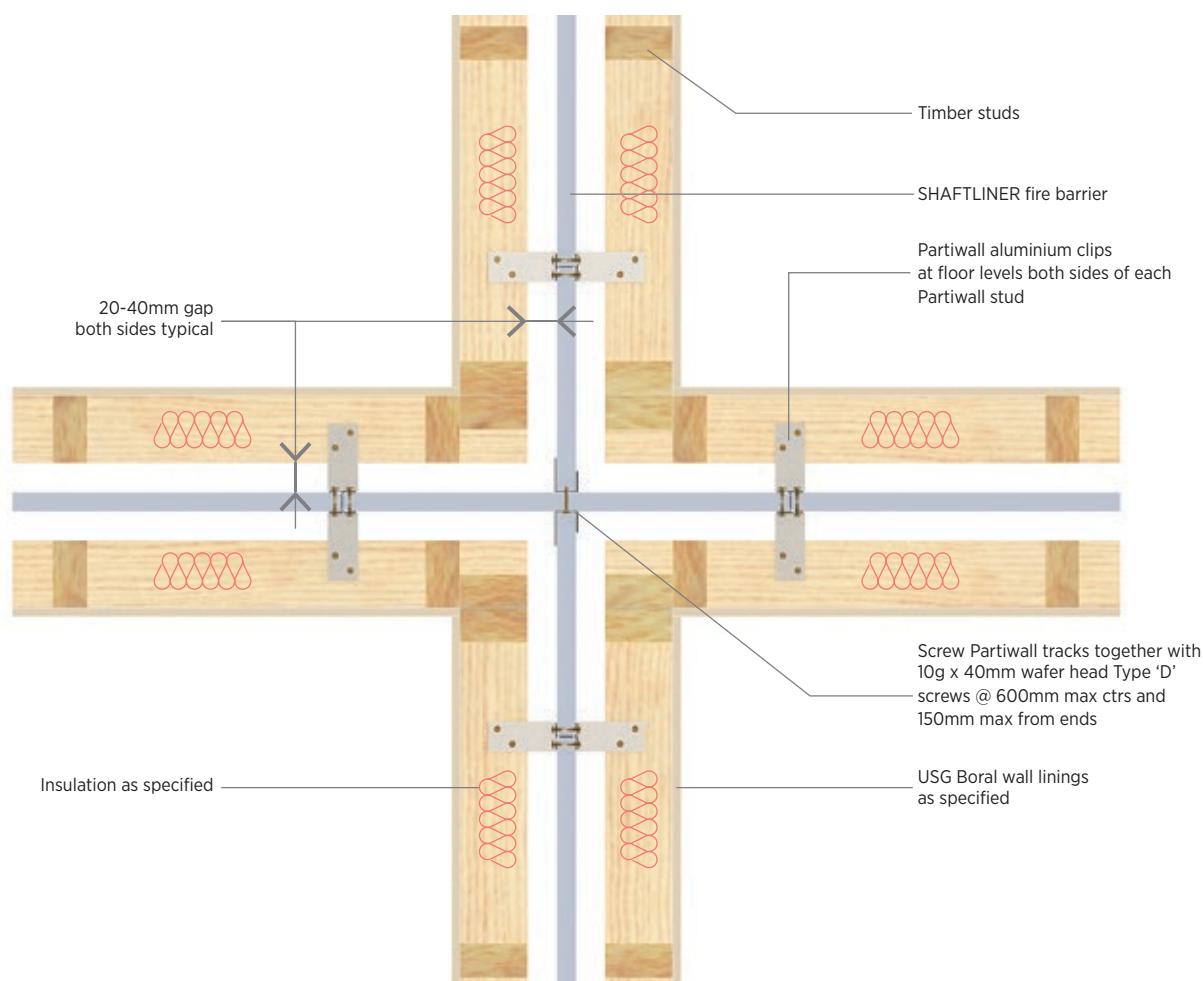 Timber studs
SHAFTLINER fire barrier
Partiwall aluminium clips
at floor levels both sides of each
Partiwall stud
20-40mm gap
both sides typical
Screw Partiwall tracks together with
10g x 40mm wafer head Type ‘D’
screws @ 600mm max ctrs and
150mm max from ends
Insulation as specified
USG Boral wall linings
as specified